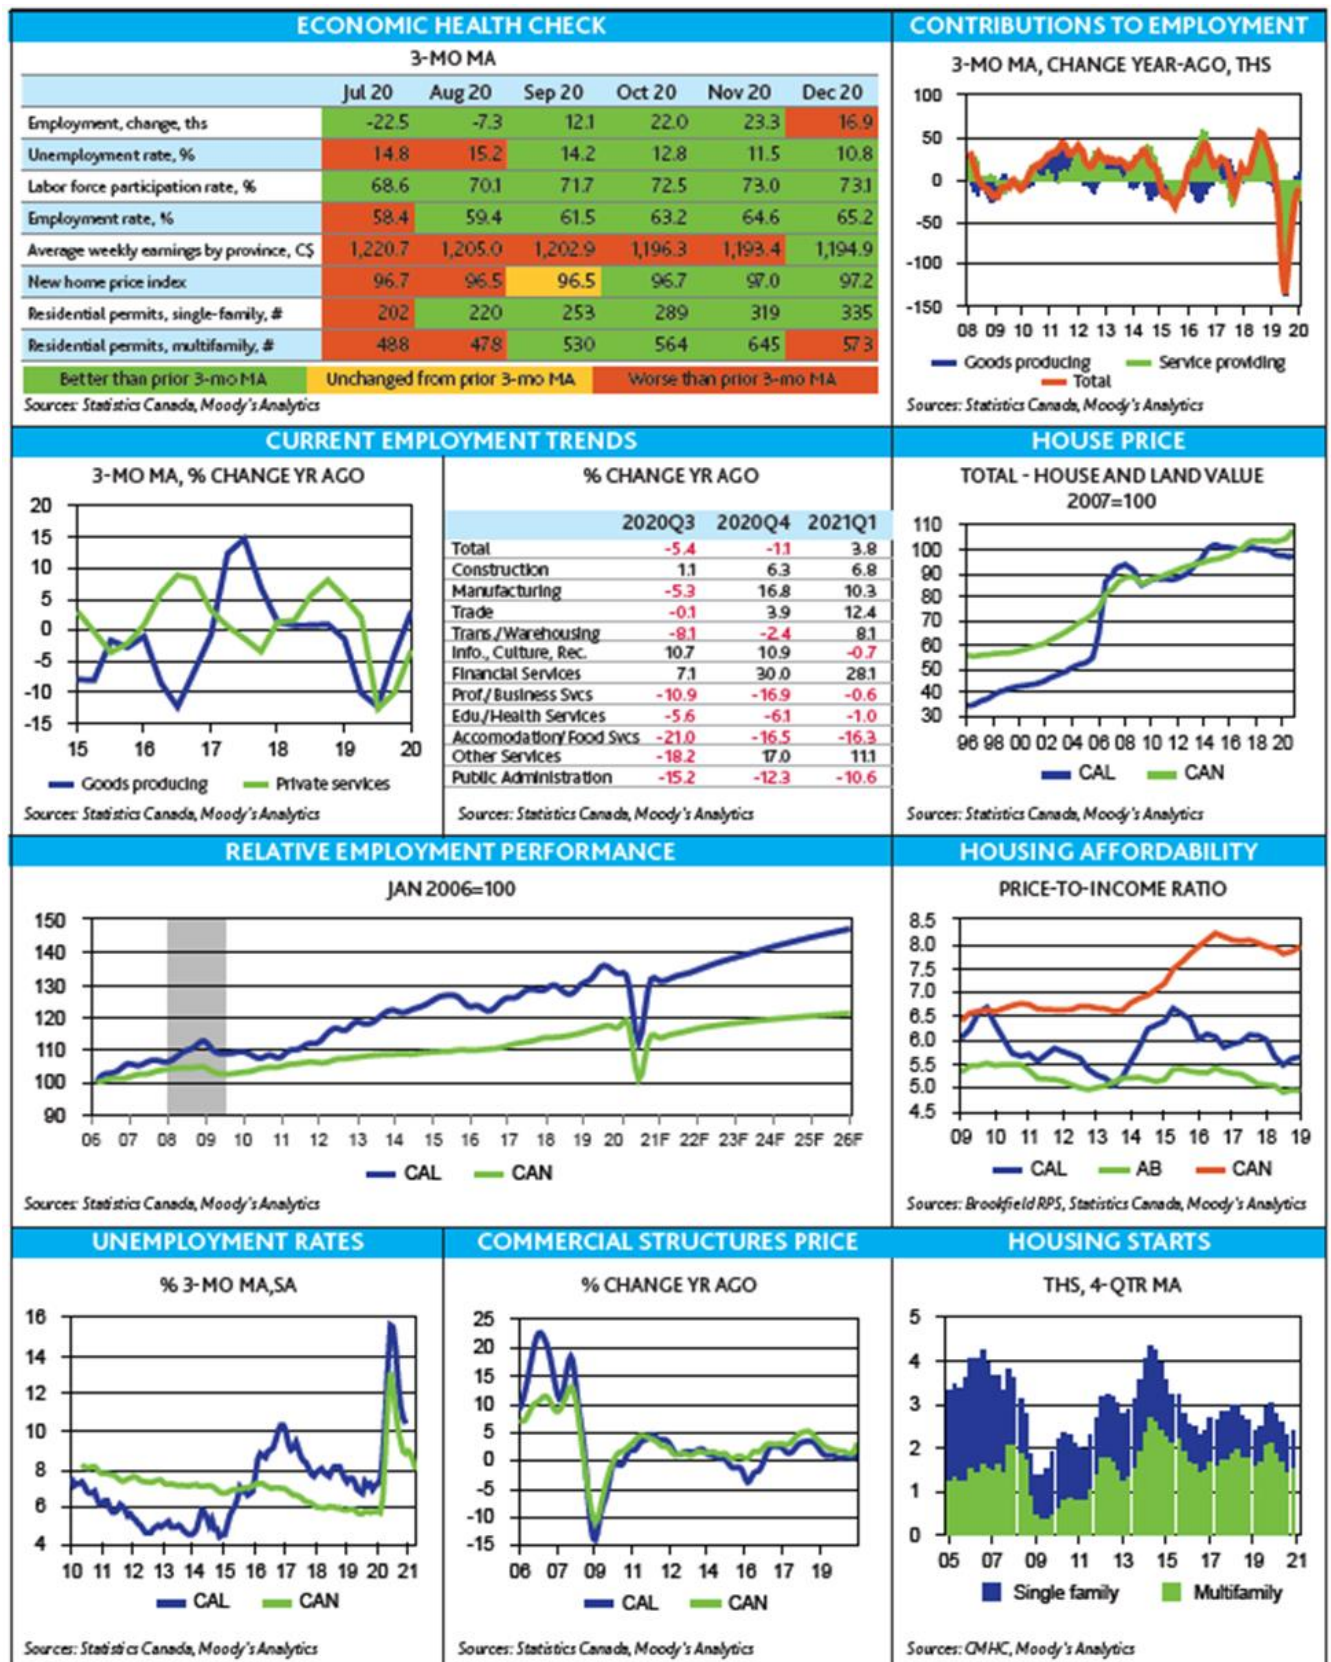 ECONOMIC HEALTH CHECK
3-MO MA
Jul 20 Aug 20 Sep 20 Oct 20 Nov 20 Dec 20
Employment, change, ths -22.5 -7.3 12.1 22.0 23.3 16.9
Unemployment rate, % 14.8 15.2 14.2 12.8 11.5 10.8
Labor force participation rate, % 68.6 70.1 71.7 72.5 73.0 73.1
Employment rate, % 58.4 59.4 61.5 63.2 64.6 65.2
Average weekly earnings by province, C$ 1,220.7 1,205.0 1,202.9 1,196.3 1,193.4 1,194.9
New home price index 96.7 96.5 96.5 96.7 97.0 97.2
Residential permits, single-family, # 202 220 253 289 319 335
Residential permits, multifamily, # 488 478 530 564 645 573
Better than prior 3-mo MA Unchanged from prior 3-mo MA Worse than prior 3-mo MA
Sources: Statistics Canada, Moody's Analytics
CONTRIBUTIONS TO EMPLOYMENT
3-MO MA, CHANGE YEAR-AGO, THS
100
50
0
-50
-100
-150
08 09 10 11 12 13 14 15 16 17 18 19 20
Goods producing Service providing
Total
Sources: Statistics Canada, Moody's Analytics
CURRENT EMPLOYMENT TRENDS
3-MO MA, % CHANGE YR AGO
20
15
10
5
0
-5
-10
-15
15 16 17 18 19 20
Goods producing Private services
Sources: Statistics Canada, Moody's Analytics
% CHANGE YR AGO
2020Q3 2020Q4 2021Q1
Total -5.4 -1.1 3.8
Construction 1.1 6.3 6.8
Manufacturing -5.3 16.8 10.3
Trade -0.1 3.9 12.4
Trans./Warehousing -8.1 -2.4 8.1
Info., Culture, Rec. 10.7 10.9 -0.7
Financial Services 7.1 30.0 28.1
Prof./Business Svcs -10.9 -16.9 -0.6
Edu./Health Services -5.6 -6.1 -1.0
Accomodation/Food Svcs -21.0 -16.5 -16.3
Other Services -18.2 17.0 11.1
Public Administration -15.2 -12.3 -10.6
Sources: Statistics Canada, Moody's Analytics
HOUSE PRICE
TOTAL - HOUSE AND LAND VALUE
2007=100
110
100
90
80
70
60
50
40
30
96 98 00 02 04 06 08 10 12 14 16 18 20
CAL CAN
Sources: Statistics Canada, Moody's Analytics
RELATIVE EMPLOYMENT PERFORMANCE
JAN 2006=100
150
140
130
120
110
100
90
06 07 08 09 10 11 12 13 14 15 16 17 18 19 20 21F 22F 23F 24F 25F 26F
CAL CAN
Sources: Statistics Canada, Moody's Analytics
HOUSING AFFORDABILITY
PRICE-TO-INCOME RATIO
8.5
8.0
7.5
7.0
6.5
6.0
5.5
5.0
4.5
09 10 11 12 13 14 15 16 17 18 19
CAL AB CAN
Sources: Brookfield RPS, Statistics Canada, Moody's Analytics
UNEMPLOYMENT RATES
% 3-MO MA,SA
16
14
12
10
8
6
4
10 11 12 13 14 15 16 17 18 19 20 21
CAL CAN
Sources: Statistics Canada, Moody's Analytics
COMMERCIAL STRUCTURES PRICE
% CHANGE YR AGO
25
20
15
10
5
0
-5
-10
-15
06 07 09 10 12 14 15 17 19
CAL CAN
Sources: Statistics Canada, Moody's Analytics
HOUSING STARTS
THS, 4-QTR MA
5
4
3
2
1
0
05 07 09 11 13 15 17 19 21
Single family Multifamily
Sources: CMHC, Moody's Analytics